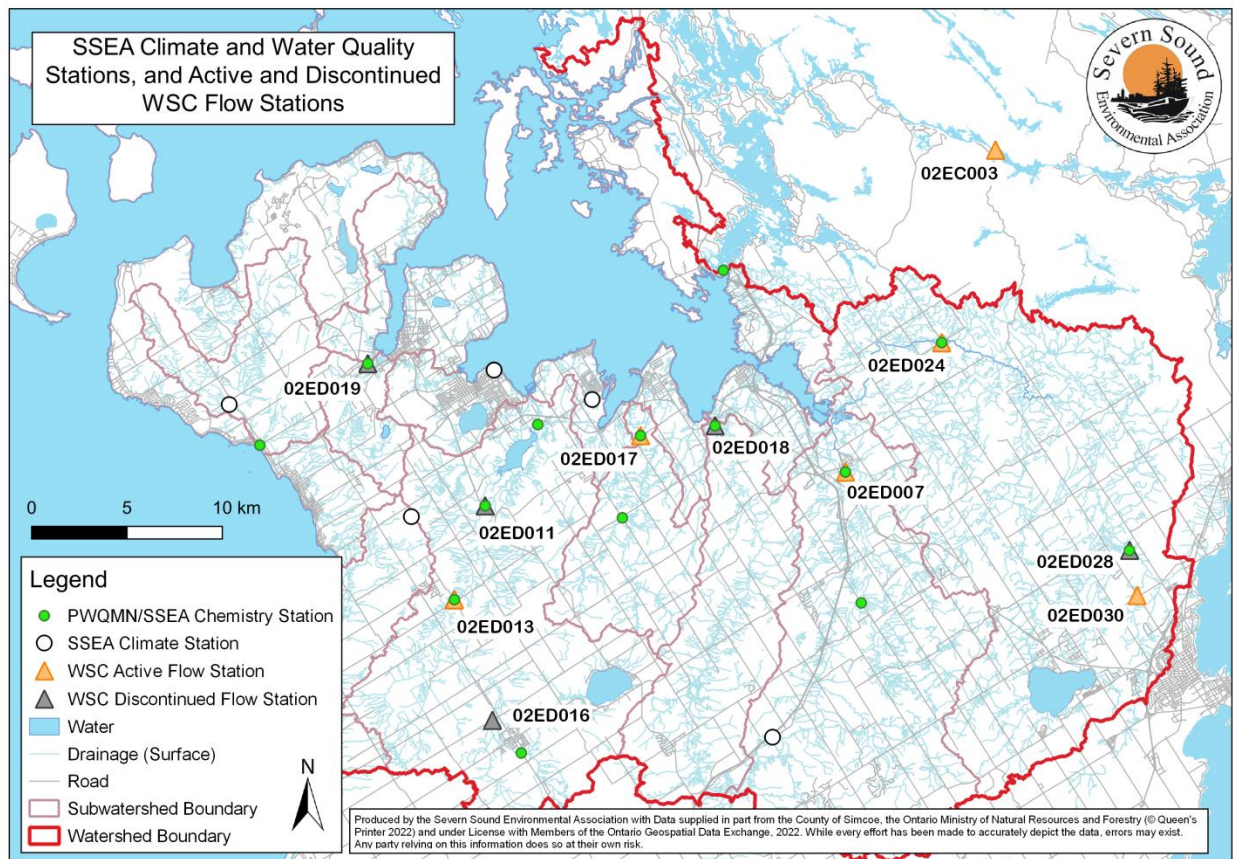 SSEA Climate and Water Quality
Stations, and Active and Discontinued
WSC Flow Stations
Severn Sound
Environmental Association
02EC003
02ED024
02ED019
02ED017
02ED018
02ED007
02ED011
02ED028
02ED013
02ED030
02ED016
0 5 10 km
Legend
PWQMN/SSEA Chemistry Station
SSEA Climate Station
WSC Active Flow Station
WSC Discontinued Flow Station
Water
Drainage (Surface)
Road
Subwatershed Boundary
Watershed Boundary
N
Produced by the Severn Sound Environmental Association with Data supplied in part from the County of Simcoe, the Ontario Ministry of Natural Resources and Forestry (© Queen's
Printer 2022) and under License with Members of the Ontario Geospatial Data Exchange, 2022. While every effort has been made to accurately depict the data, errors may exist.
Any party relying on this information does so at their own risk.